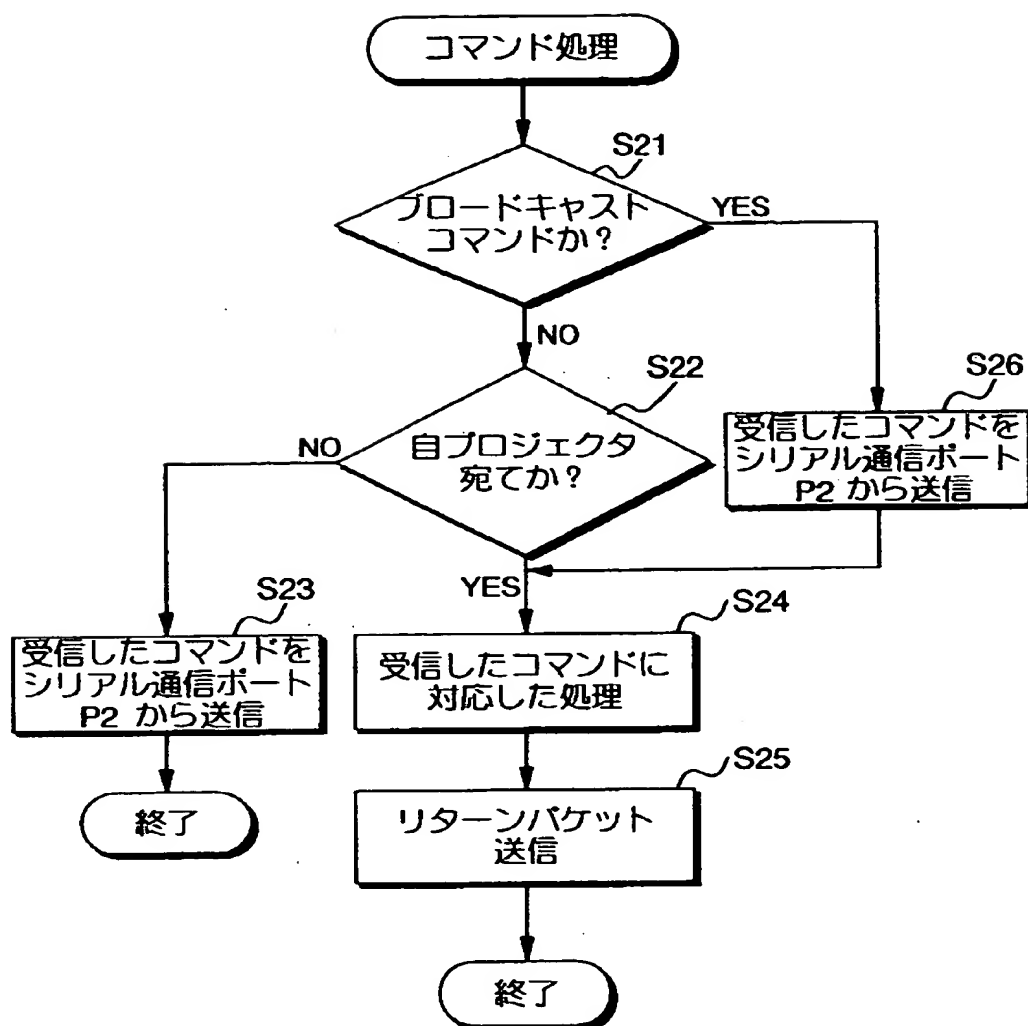 コマンド処理
S21
ブロードキャスト
コマンドか？
YES
NO
S22
自プロジェクタ
宛てか？
NO
YES
S26
受信したコマンドを
シリアル通信ポート
P2 から送信
S23
受信したコマンドを
シリアル通信ポート
P2 から送信
終了
S24
受信したコマンドに
対応した処理
S25
リターンパケット
送信
終了